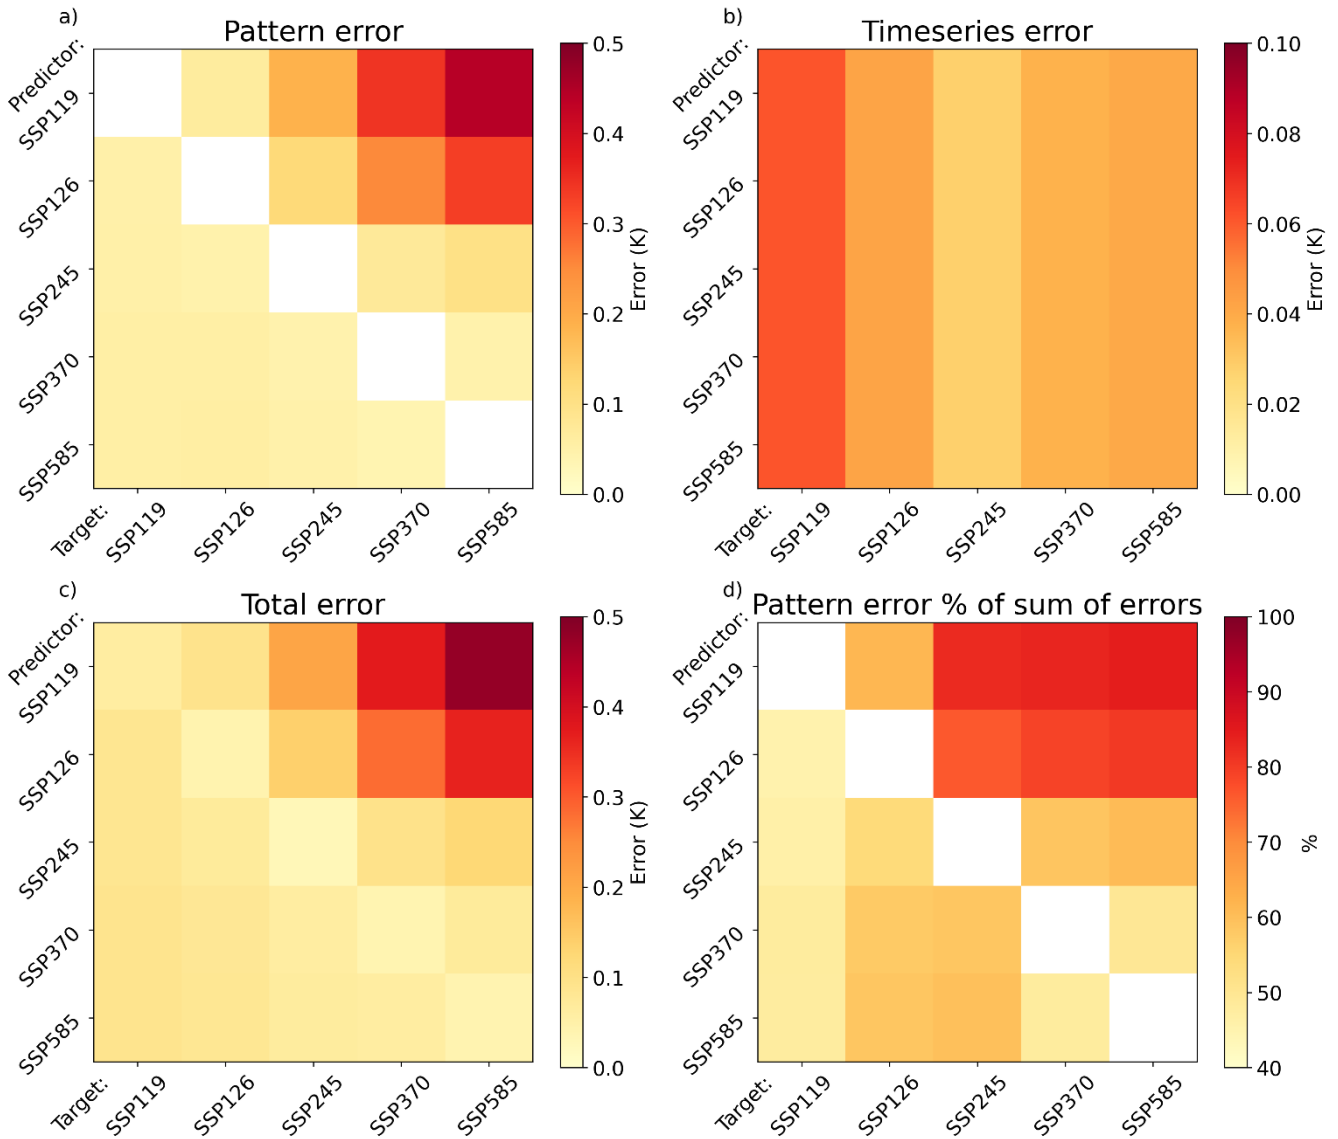 a)
Pattern error
Predictor:
SSP119
SSP126
SSP245
SSP370
SSP585
Target:
SSP119
SSP126
SSP245
SSP370
SSP585
0.5
0.4
0.3
0.2
0.1
0.0
Error (K)
b)
Timeseries error
Predictor:
SSP119
SSP126
SSP245
SSP370
SSP585
Target:
SSP119
SSP126
SSP245
SSP370
SSP585
0.10
0.08
0.06
0.04
0.02
0.00
Error (K)
c)
Total error
Predictor:
SSP119
SSP126
SSP245
SSP370
SSP585
Target:
SSP119
SSP126
SSP245
SSP370
SSP585
0.5
0.4
0.3
0.2
0.1
0.0
Error (K)
d)
Pattern error % of sum of errors
Predictor:
SSP119
SSP126
SSP245
SSP370
SSP585
Target:
SSP119
SSP126
SSP245
SSP370
SSP585
100
90
80
70
60
50
40
%